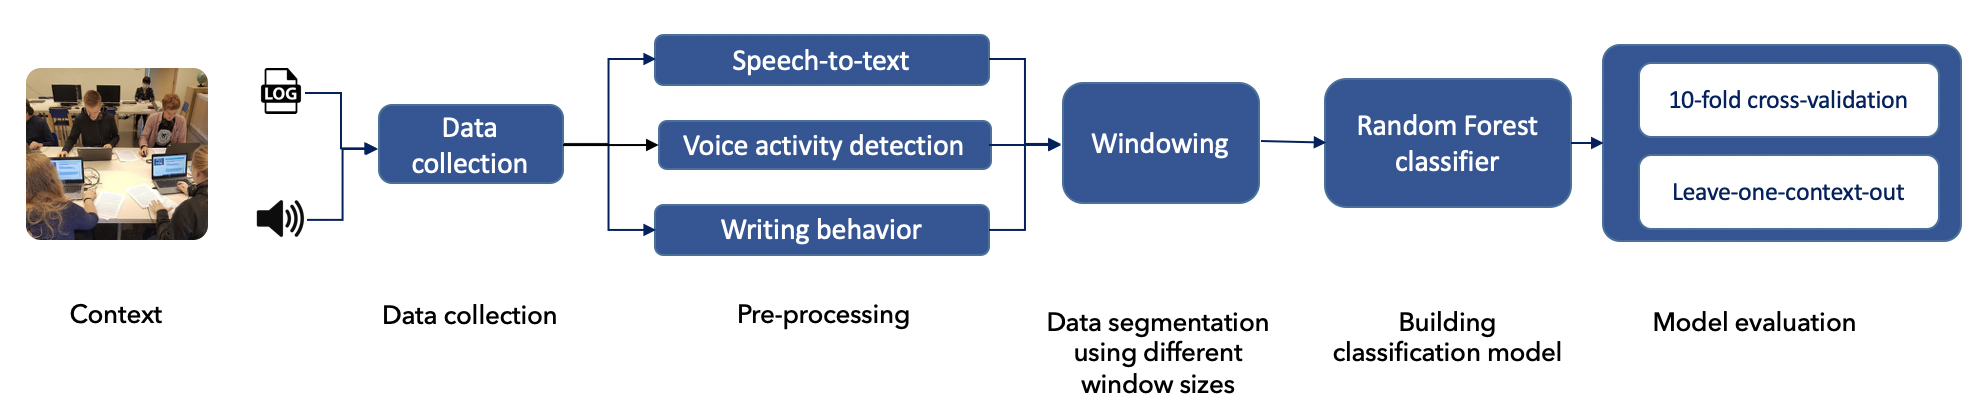 LOG
Data
collection
Speech-to-text
Voice activity detection
Writing behavior
Windowing
Random Forest
classifier
10-fold cross-validation
Leave-one-context-out
Context
Data collection
Pre-processing
Data segmentation
using different
window sizes
Building
classification model
Model evaluation